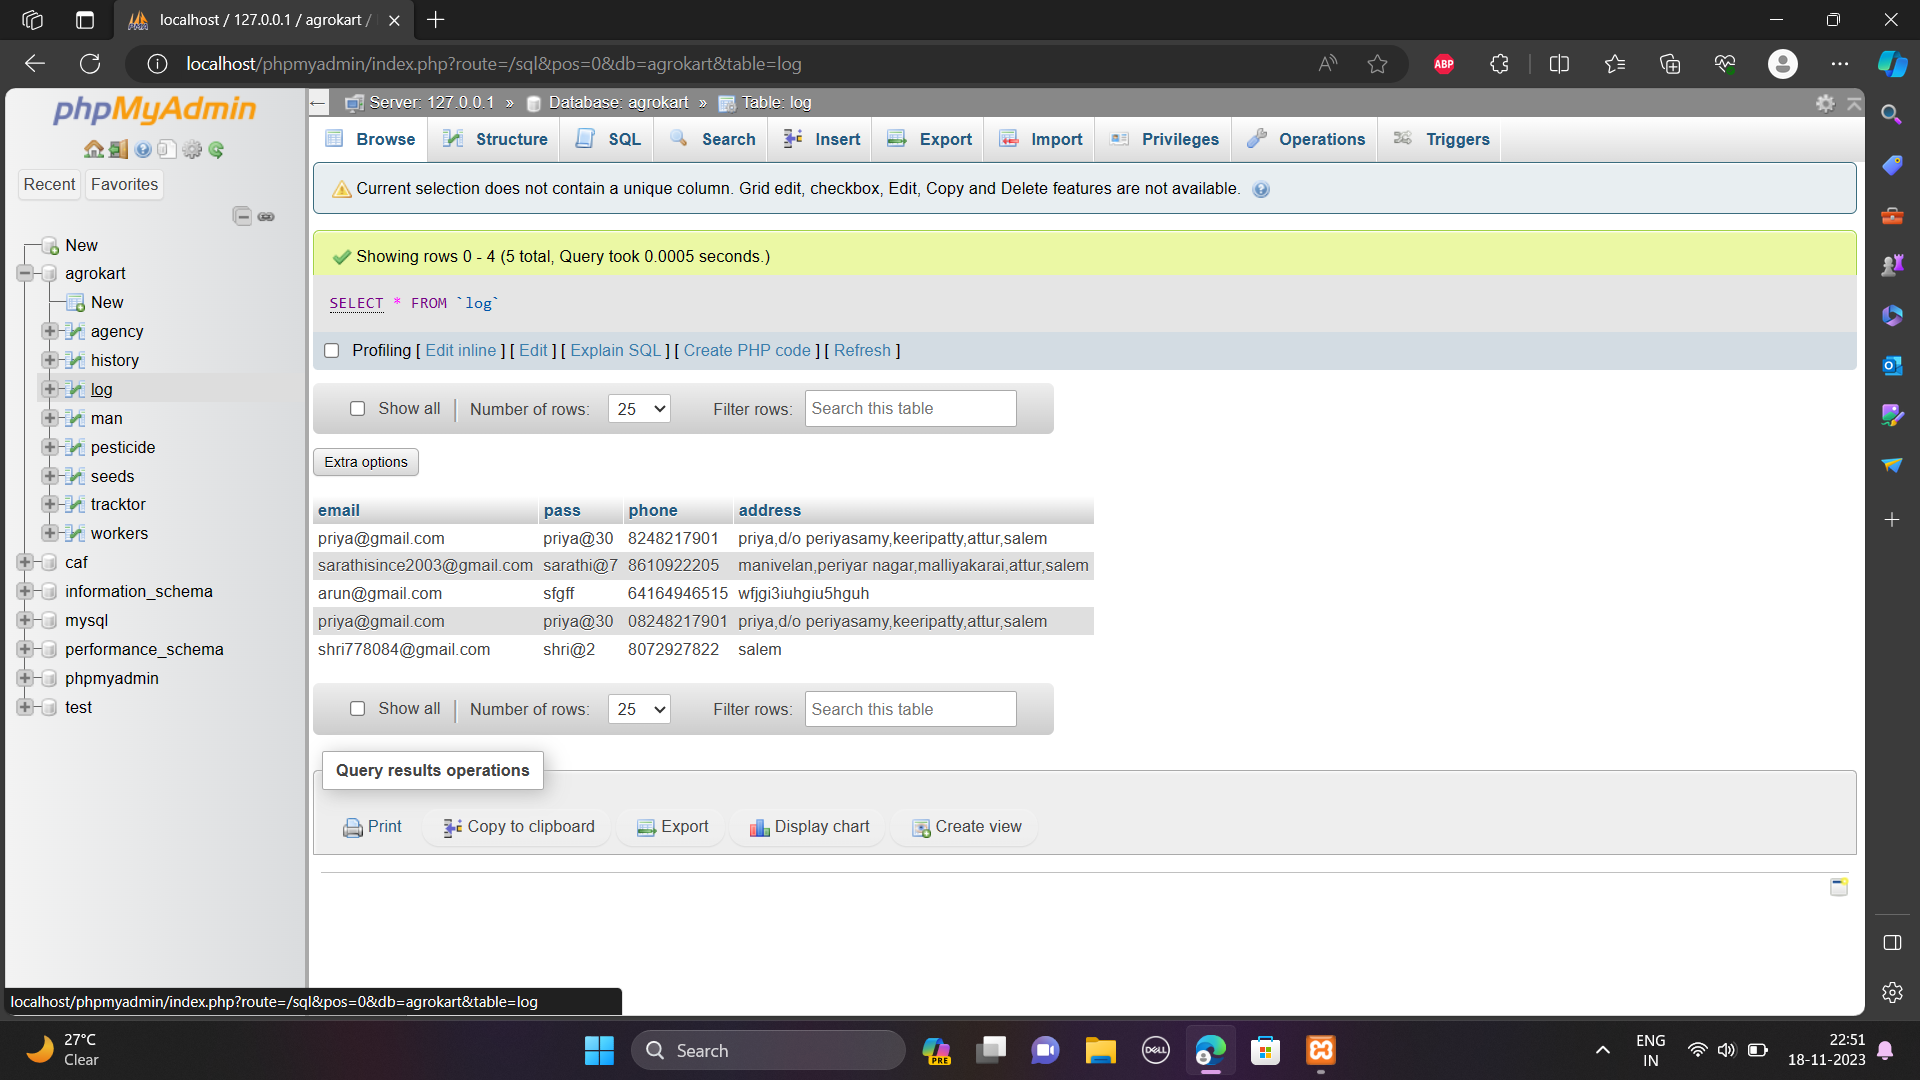 localhost / 127.0.0.1 / agrokart /
localhost/phpmyadmin/index.php?route=/sql&pos=0&db=agrokart&table=log
ABP
phpMyAdmin
Recent Favorites
New
agrokart
New
agency
history
log
man
pesticide
seeds
tracktor
workers
caf
information_schema
mysql
performance_schema
phpmyadmin
test
Server: 127.0.0.1 » Database: agrokart » Table: log
Browse Structure SQL Search Insert Export Import Privileges Operations Triggers
Current selection does not contain a unique column. Grid edit, checkbox, Edit, Copy and Delete features are not available.
Showing rows 0 - 4 (5 total, Query took 0.0005 seconds.)
SELECT * FROM `log`
Profiling [ Edit inline ] [ Edit ] [ Explain SQL ] [ Create PHP code ] [ Refresh ]
Show all Number of rows: 25 Filter rows: Search this table
Extra options
email pass phone address
priya@gmail.com priya@30 8248217901 priya,d/o periyasamy,keeripatty,attur,salem
sarathisince2003@gmail.com sarathi@7 8610922205 manivelan,periyar nagar,malliyakarai,attur,salem
arun@gmail.com sfgff 64164946515 wfjgi3iuhgiu5hguh
priya@gmail.com priya@30 08248217901 priya,d/o periyasamy,keeripatty,attur,salem
shri778084@gmail.com shri@2 8072927822 salem
Show all Number of rows: 25 Filter rows: Search this table
Query results operations
Print Copy to clipboard Export Display chart Create view
localhost/phpmyadmin/index.php?route=/sql&pos=0&db=agrokart&table=log
27°C
Clear
Search
PRE
DELL
ENG
IN
22:51
18-11-2023